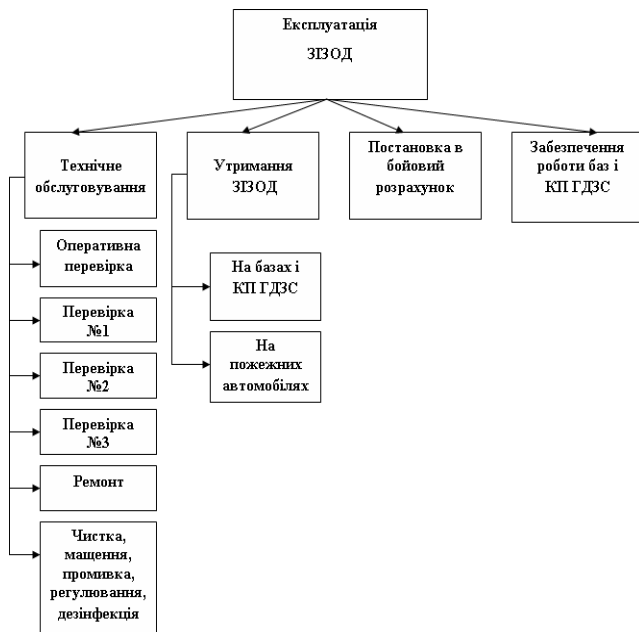 Експлуатація
ЗІЗОД
Технічне
обслуговування
Утримання
ЗІЗОД
Постановка в
бойовий
розрахунок
Забезпечення
роботи баз і
КП ГДЗС
Оперативна
перевірка
Перевірка
№1
Перевірка
№2
Перевірка
№3
Ремонт
Чистка,
мащення,
промивка,
регулювання,
дезінфекція
На базах і
КП ГДЗС
На
пожежних
автомобілях